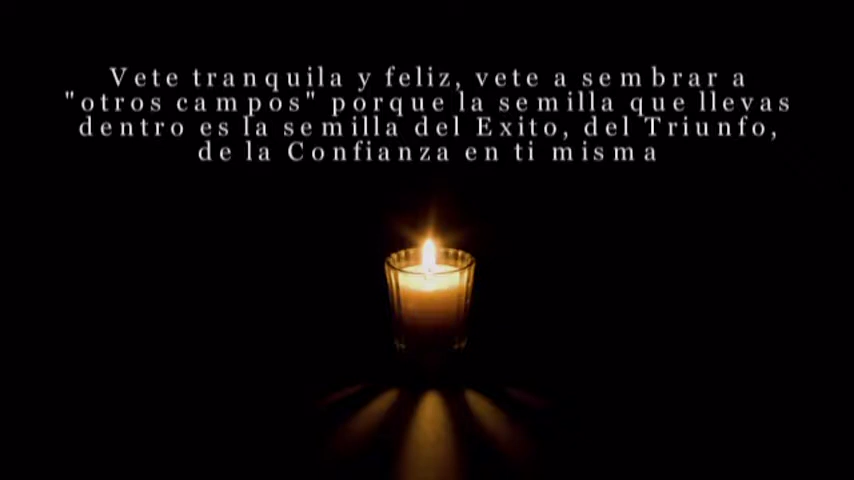 Vete tranquila y feliz, vete a sembrar a
"otros campos" porque la semilla que llevas
dentro es la semilla del Exito, del Triunfo,
de la Confianza en ti misma